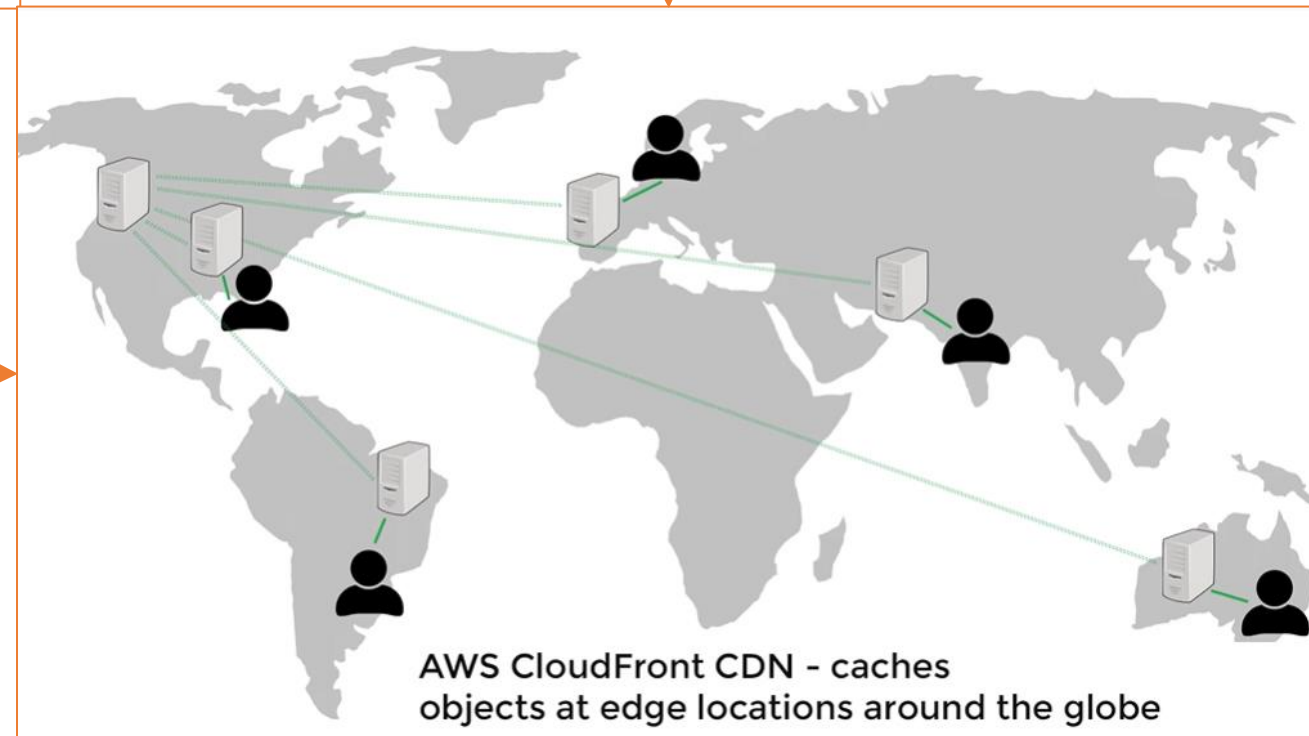 AWS CloudFront CDN - caches
objects at edge locations around the globe